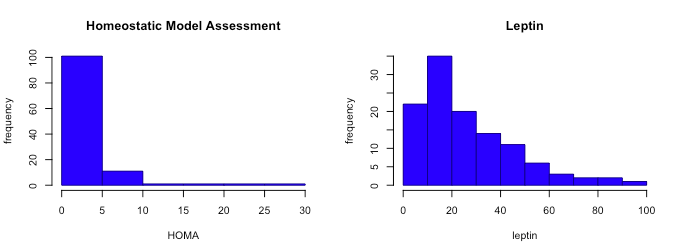 Homeostatic Model Assessment
frequency
0 20 40 60 80 100
0 5 10 15 20 25 30
HOMA
Leptin
frequency
0 5 10 20 30
0 20 40 60 80 100
leptin